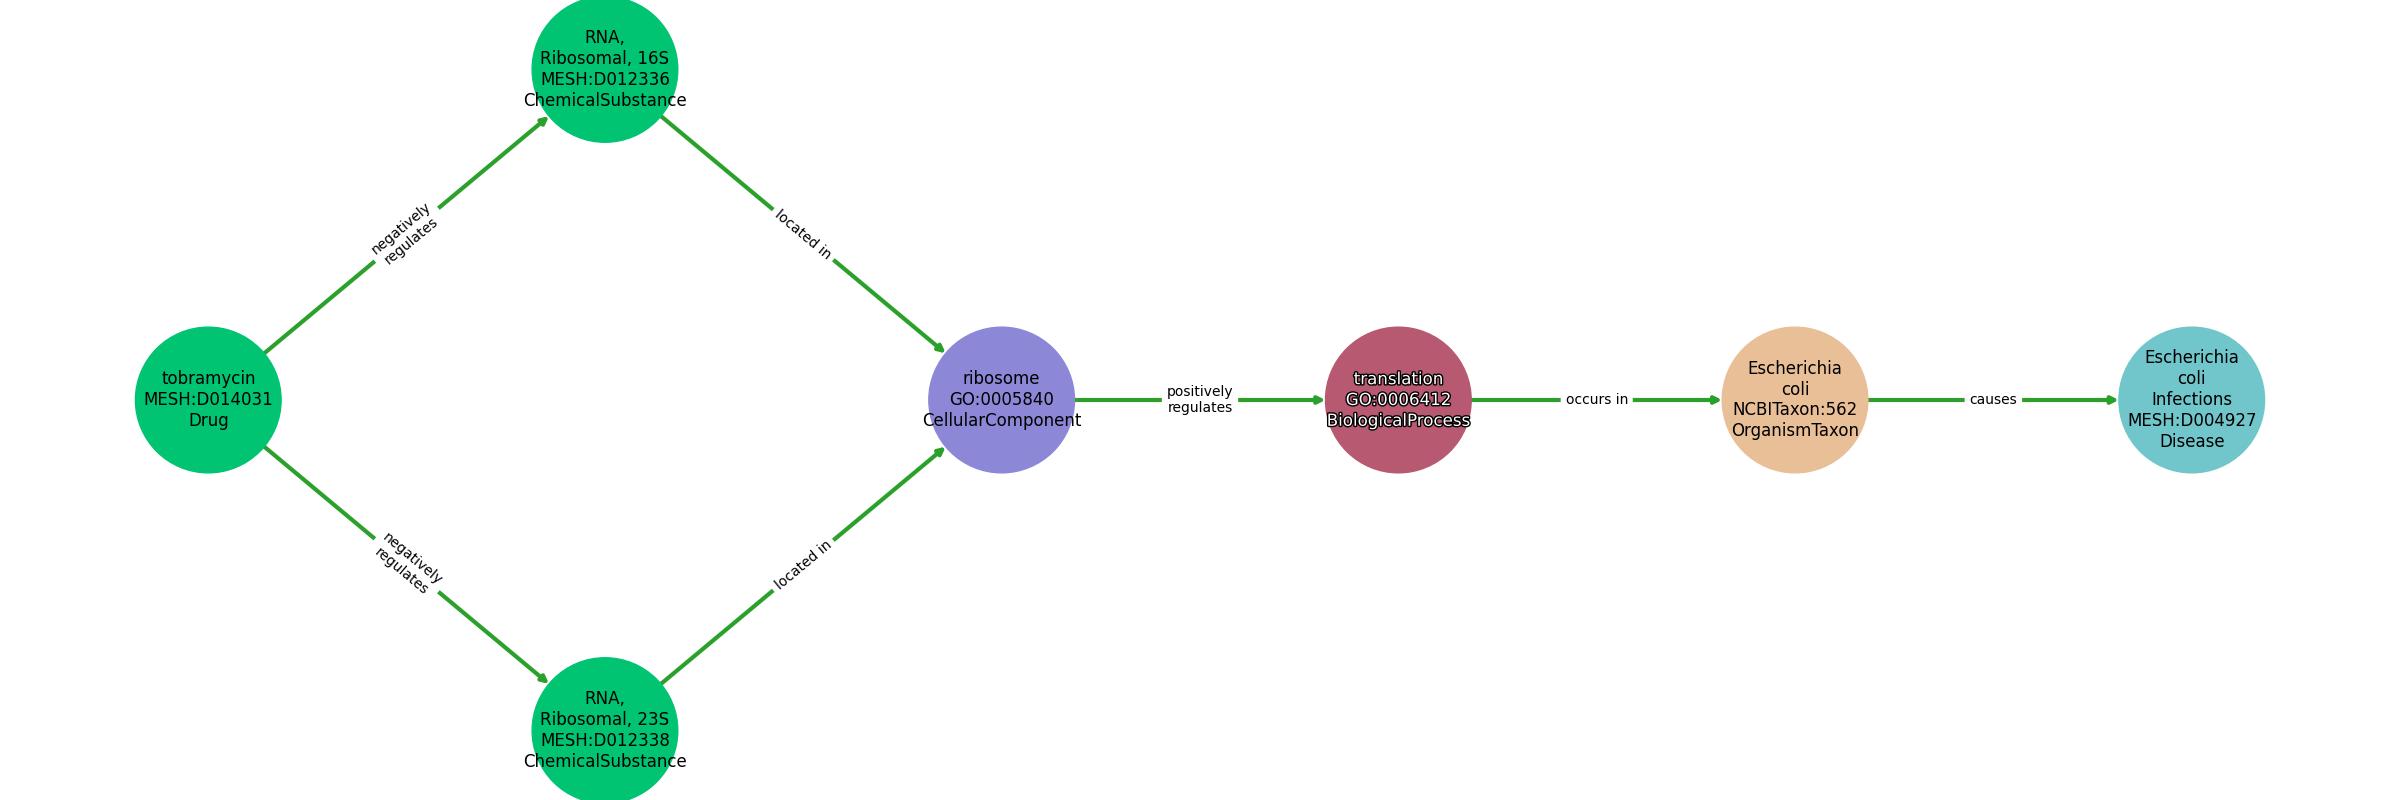 RNA,
Ribosomal, 16S
MESH:D012336
ChemicalSubstance
negatively
regulates
located in
tobramycin
MESH:D014031
Drug
ribosome
GO:0005840
CellularComponent
positively
regulates
translation
GO:0006412
BiologicalProcess
occurs in
Escherichia
coli
NCBITaxon:562
OrganismTaxon
causes
Escherichia
coli
Infections
MESH:D004927
Disease
negatively
regulates
located in
RNA,
Ribosomal, 23S
MESH:D012338
ChemicalSubstance